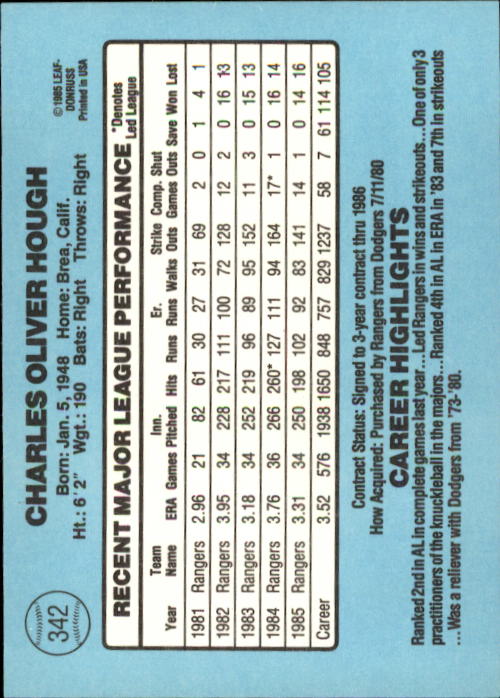 342
CHARLES OLIVER HOUGH
Born: Jan. 5, 1948 Home: Brea, Calif.
Ht.: 6'2" Wgt.: 190 Bats: Right Throws: Right
©1985 LEAF-
DONRUSS
Printed in USA
RECENT MAJOR LEAGUE PERFORMANCE *Denotes
Led League
Team Inn. Er. Strike Comp. Shut
Year Name ERA Games Pitched Hits Runs Runs Walks Outs Games Outs Save Won Lost
1981 Rangers 2.96 21 82 61 30 27 31 69 2 0 1 4 1
1982 Rangers 3.95 34 228 217 111 100 72 128 12 2 0 16 13
1983 Rangers 3.18 34 252 219 96 89 95 152 11 3 0 15 13
1984 Rangers 3.76 36 266 260* 127 111 94 164 17* 1 0 16 14
1985 Rangers 3.31 34 250 198 102 92 83 141 14 1 0 14 16
Career 3.52 576 1938 1650 848 757 829 1237 58 7 61 114 105
Contract Status: Signed to 3-year contract thru 1986
How Acquired: Purchased by Rangers from Dodgers 7/11/80
CAREER HIGHLIGHTS
Ranked 2nd in AL in complete games last year... Led Rangers in wins and strikeouts... One of only 3
practitioners of the knuckleball in the majors... Ranked 4th in AL in ERA in '83 and 7th in strikeouts
...Was a reliever with Dodgers from '73-'80.